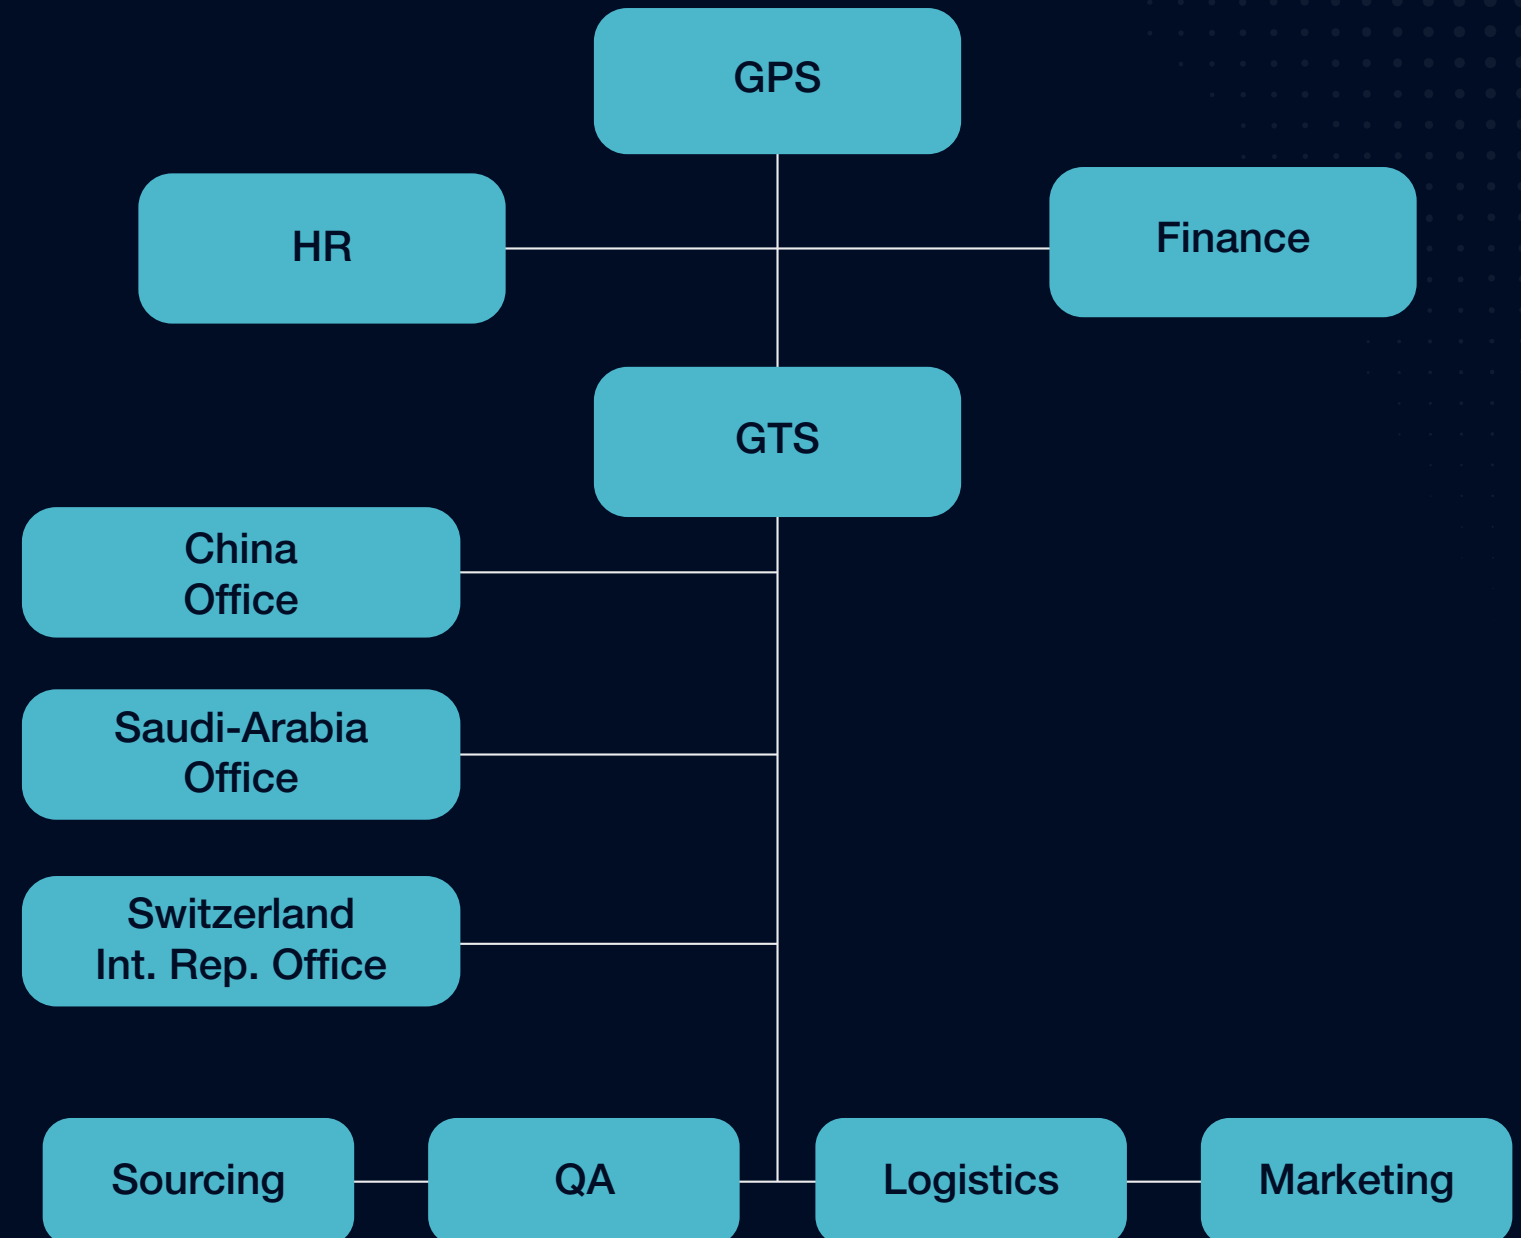 GPS
HR
Finance
GTS
China
Office
Saudi-Arabia
Office
Switzerland
Int. Rep. Office
Sourcing
QA
Logistics
Marketing